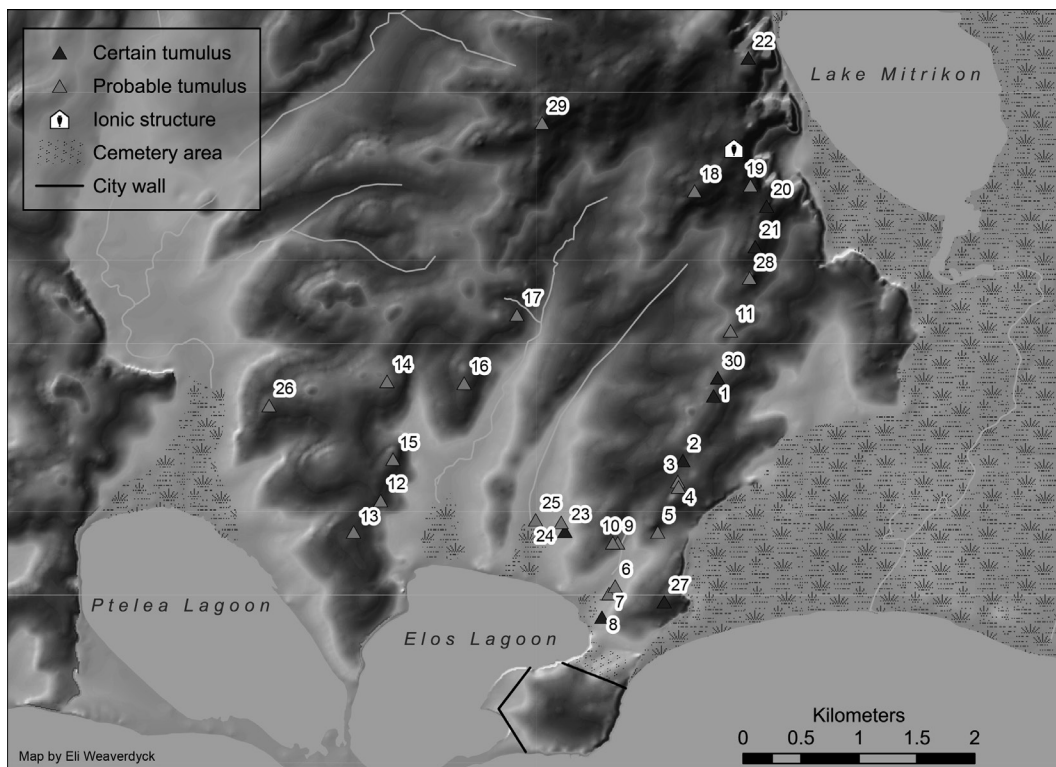 Certain tumulus
Probable tumulus
Ionic structure
Cemetery area
City wall
22
Lake Mitrikon
29
18
19
20
21
28
17
11
14
16
30
26
1
15
2
3
12
4
13
25
5
24
23
10
9
6
27
7
8
Ptelea Lagoon
Elos Lagoon
Kilometers
0 0.5 1 2
Map by Eli Weaverdyck